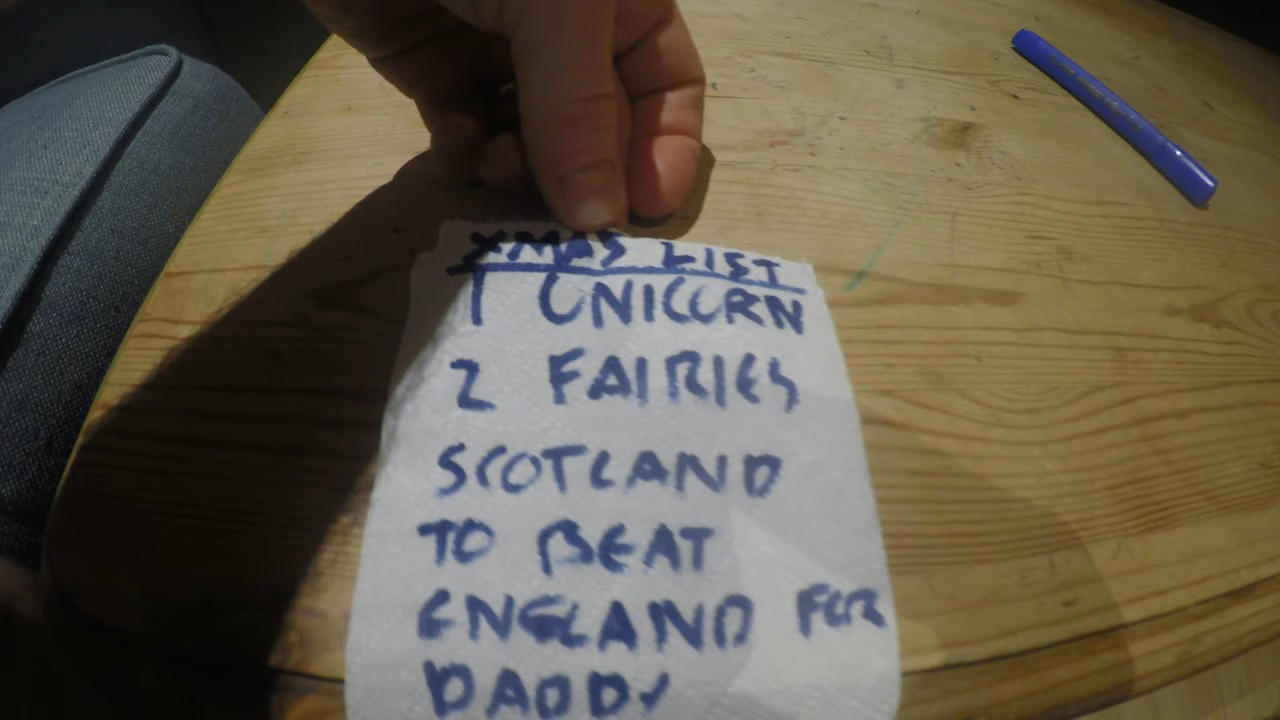 XMAS LIST
1 UNICORN
2 FAIRIES
SCOTLAND
TO BEAT
ENGLAND FOR
DADDY